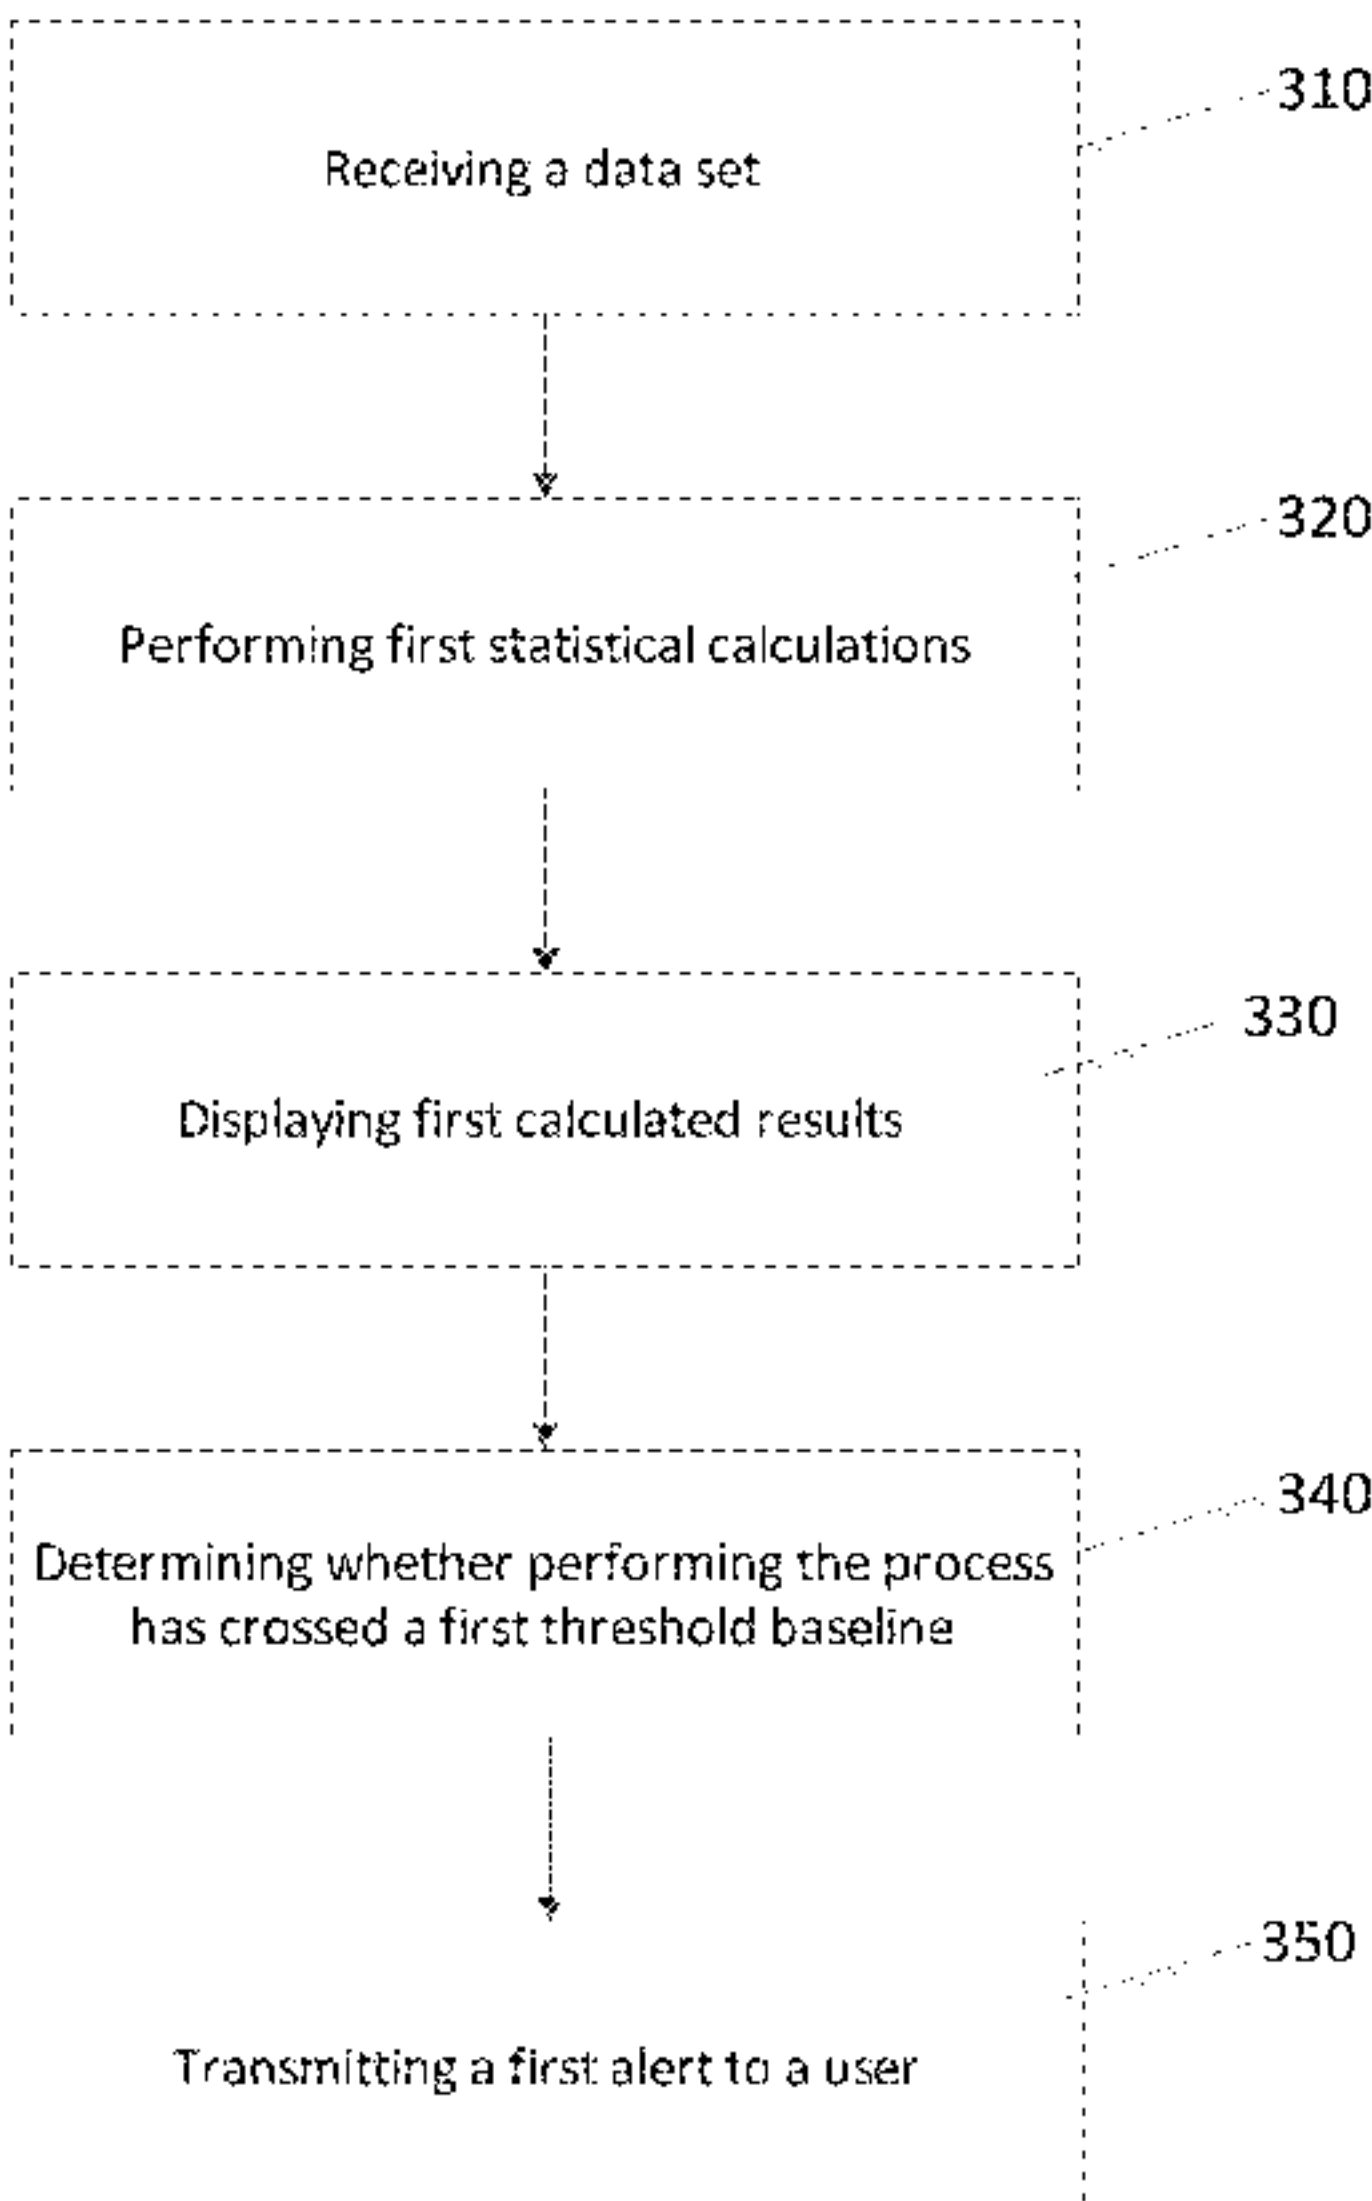 310
Receiving a data set
320
Performing first statistical calculations
330
Displaying first calculated results
340
Determining whether performing the process
has crossed a first threshold baseline
350
Transmitting a first alert to a user